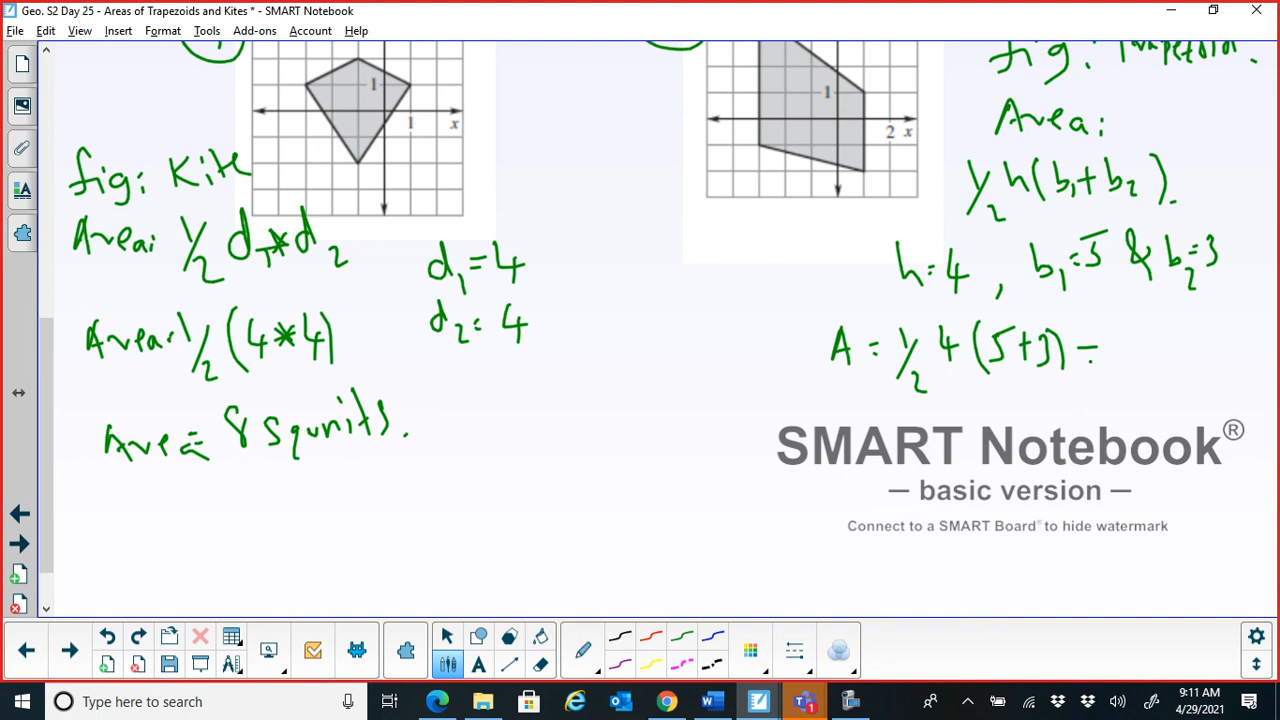 Geo. S2 Day 25 - Areas of Trapezoids and Kites * - SMART Notebook
File Edit View Insert Format Tools Add-ons Account Help
1
1
x
1
2 x
fig: Trapezoid.
Area:
1/2 h(b1+b2).
h=4, b1=5 & b2=3
A = 1/2 4(5+3) =
fig: Kite
Area: 1/2 d1*d2
d1=4
d2=4
Area= 1/2 (4*4)
Area= 8 squnits.
SMART Notebook®
— basic version —
Connect to a SMART Board® to hide watermark
A
Type here to search
1
9:11 AM
4/29/2021